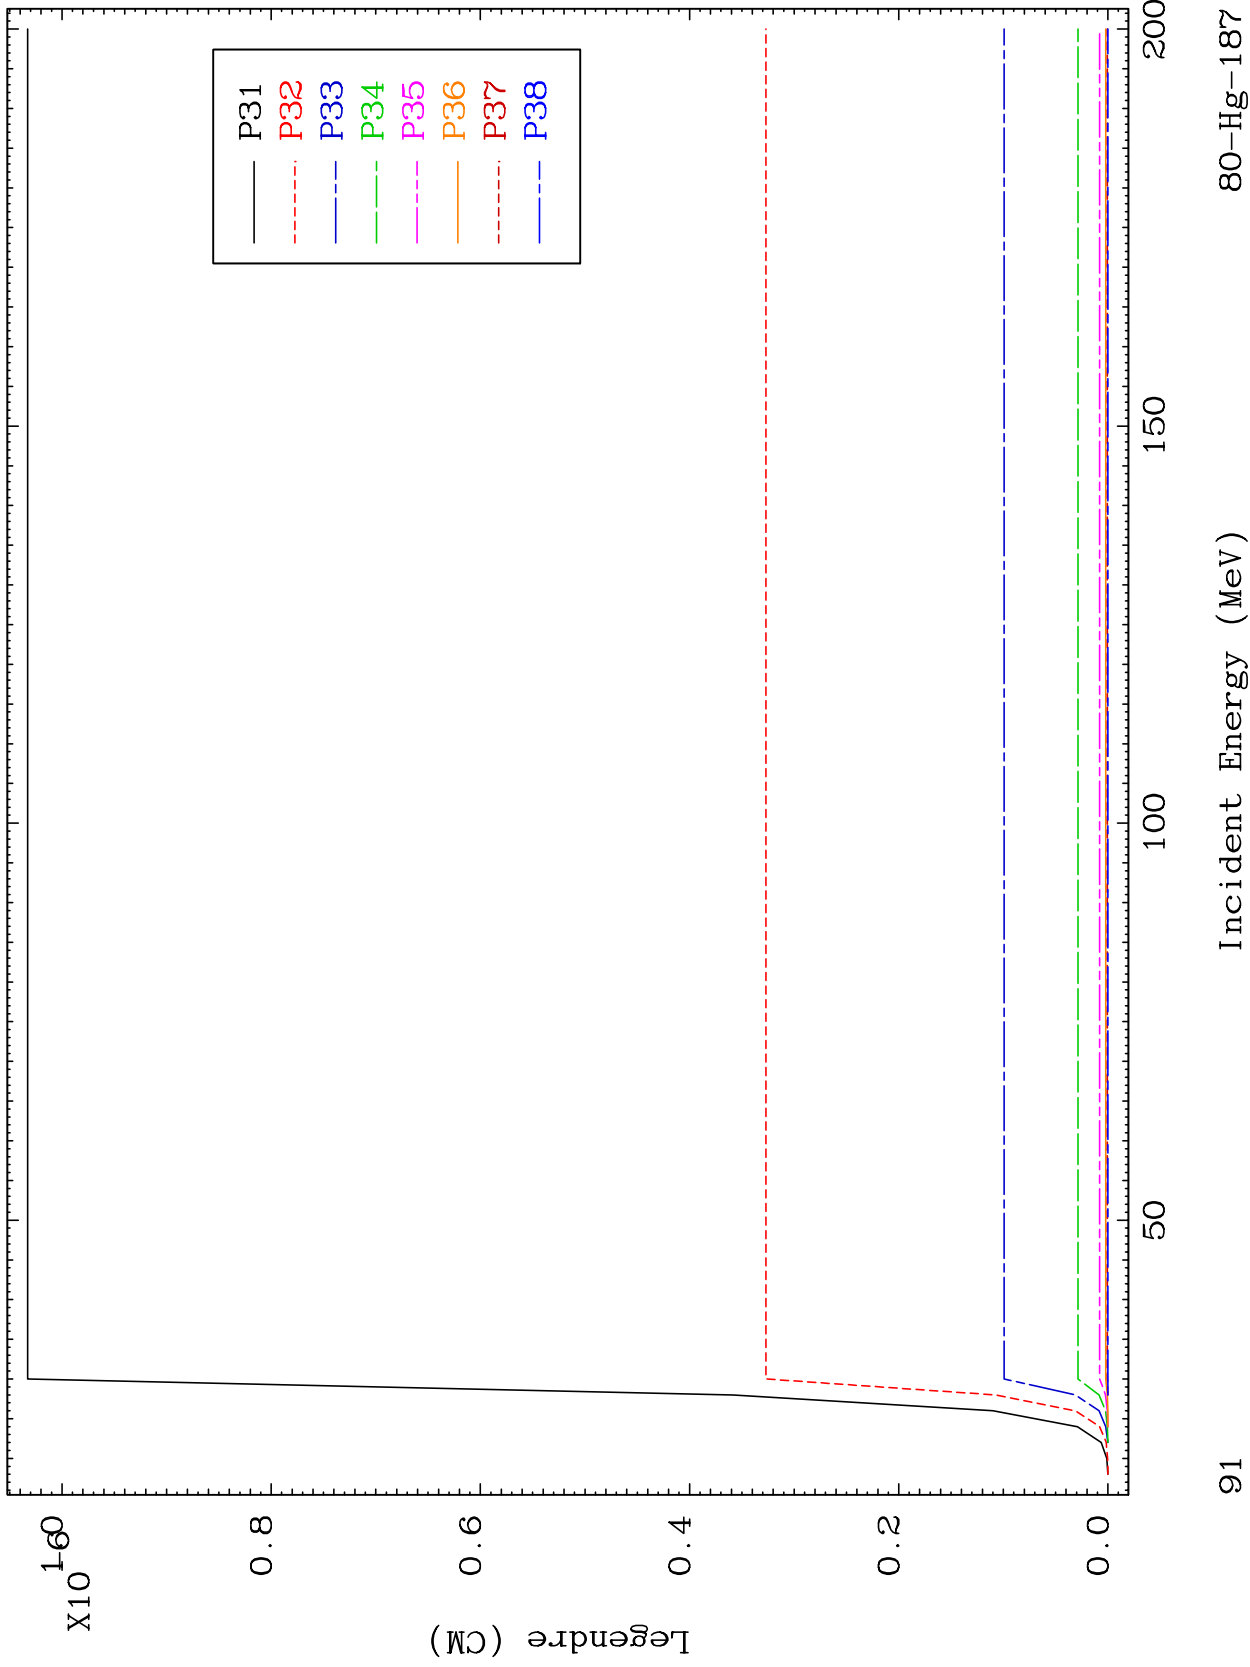 X10
-6
1.0
0.8
0.6
0.4
0.2
0.0
Legendre (CM)
P31
P32
P33
P34
P35
P36
P37
P38
50
100
150
200
91
Incident Energy (MeV)
80-Hg-187